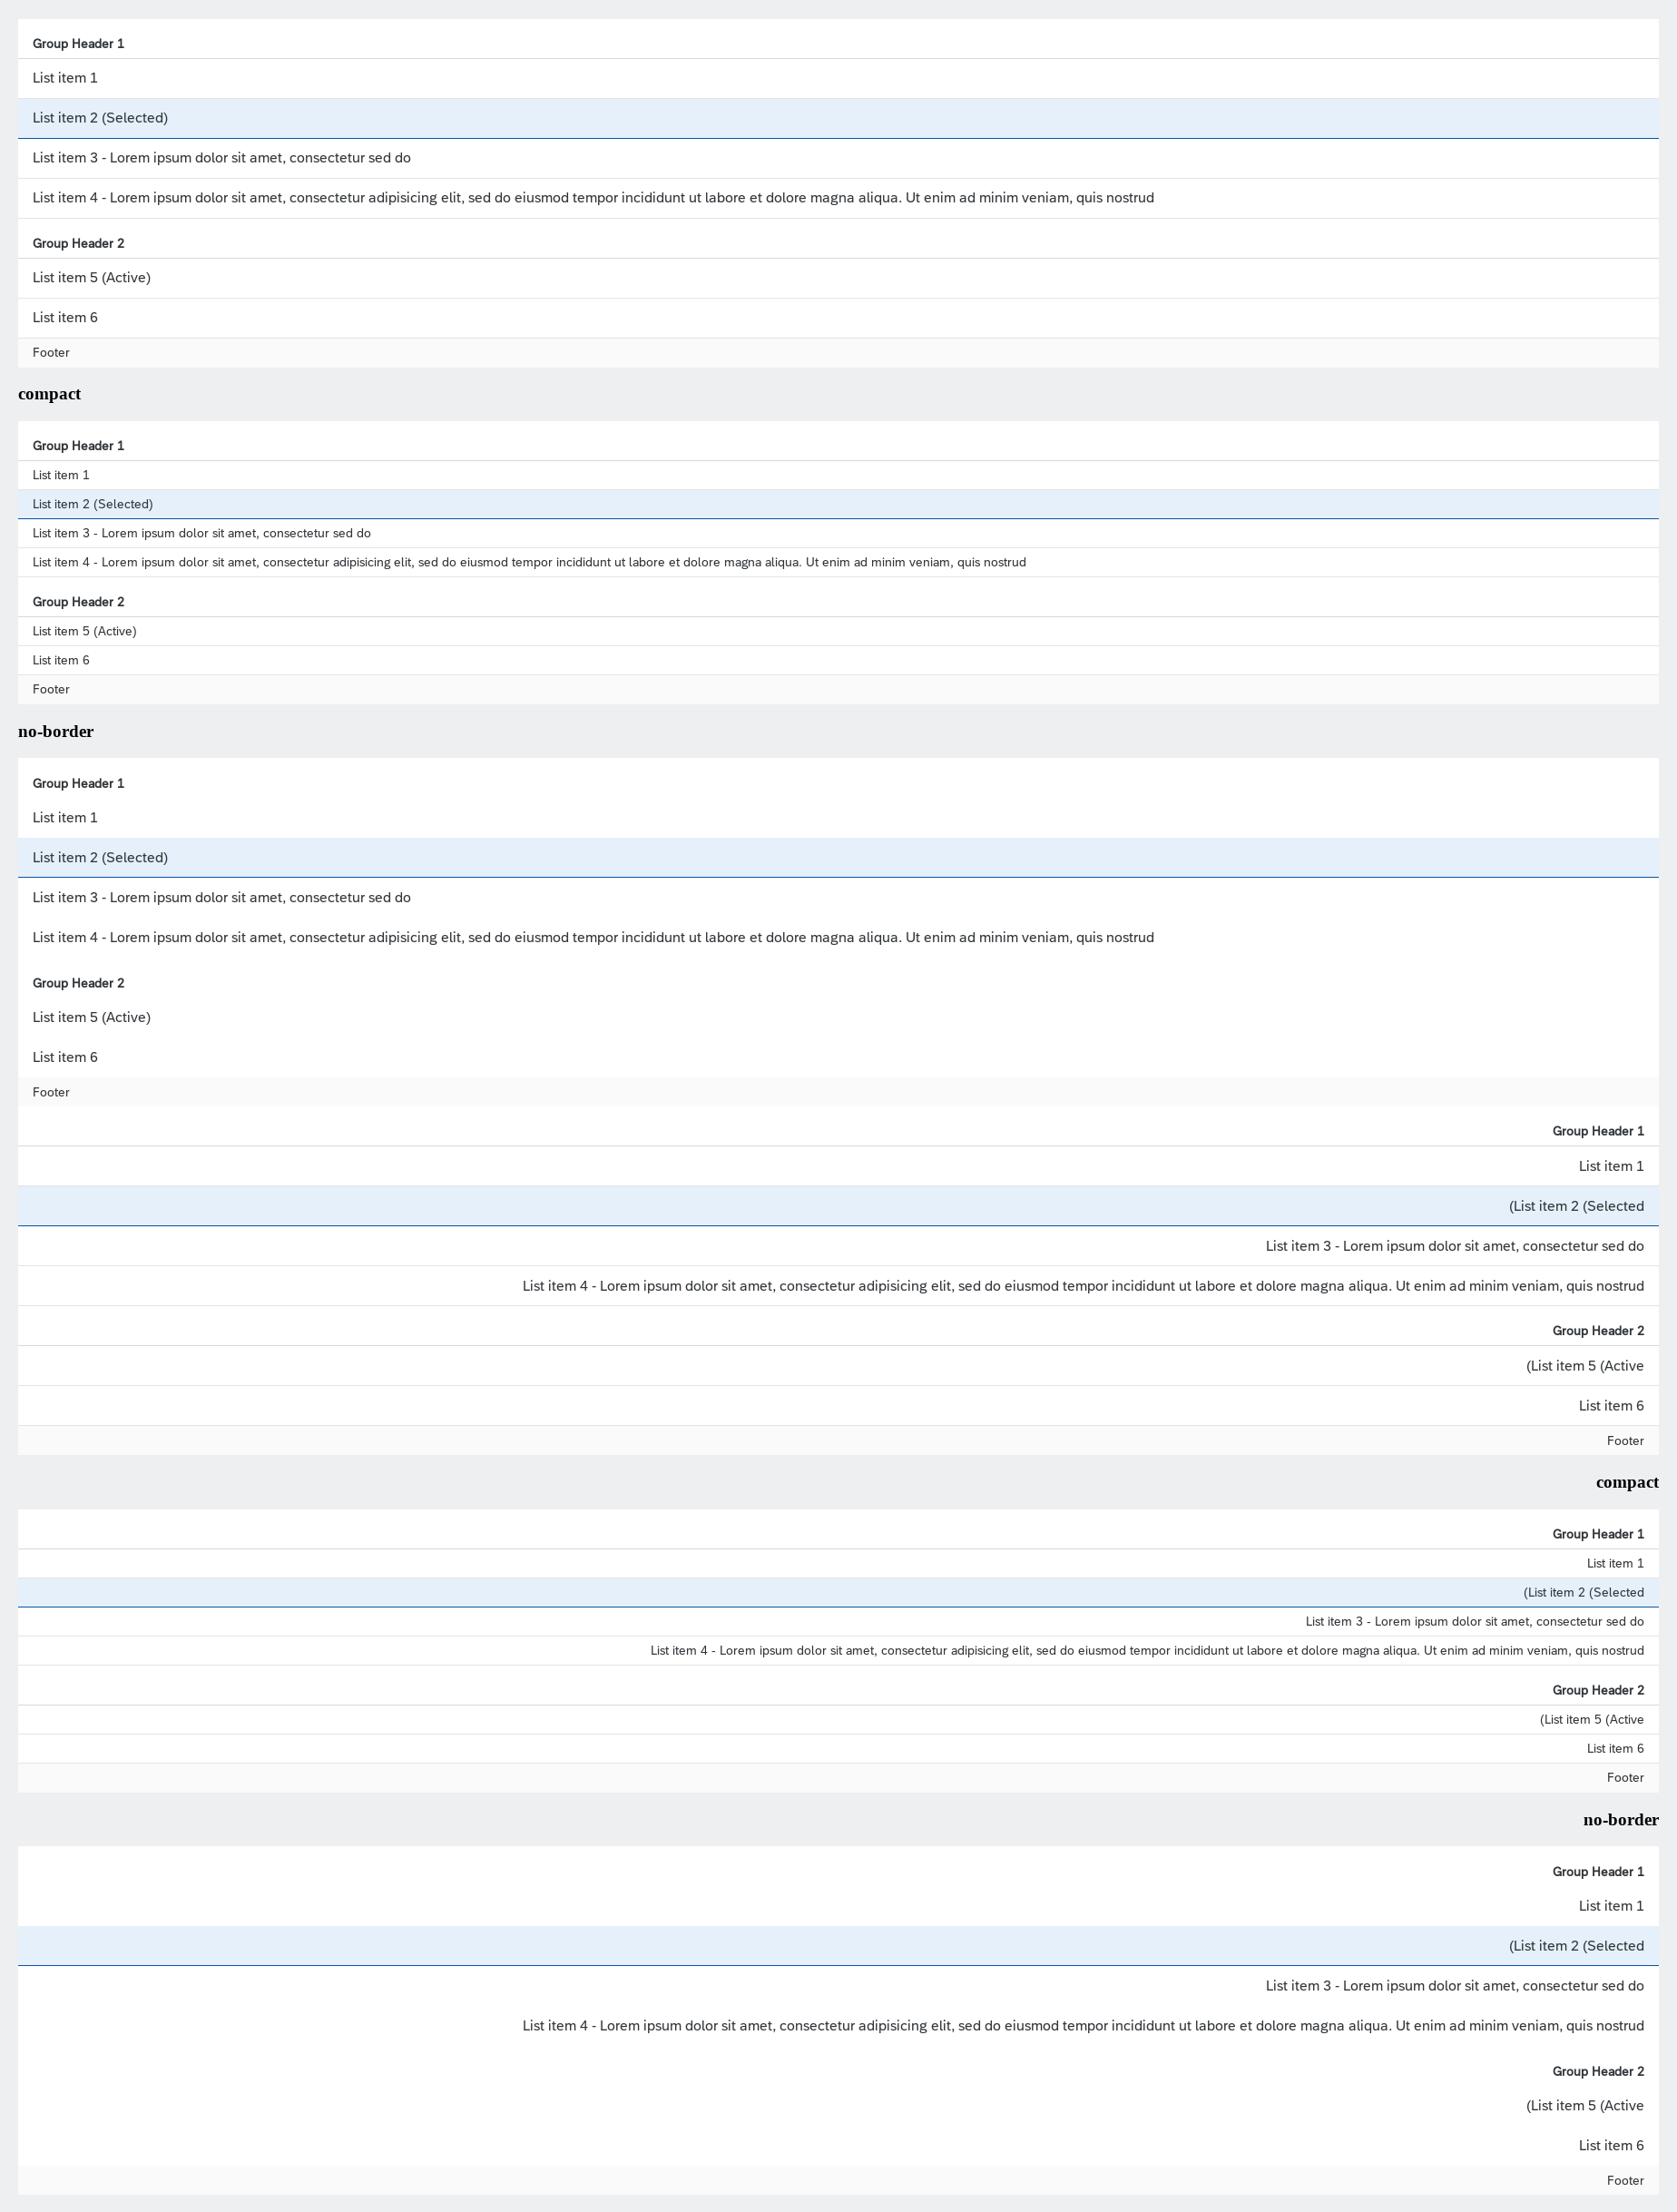 Group Header 1
List item 1
List item 2 (Selected)
List item 3 - Lorem ipsum dolor sit amet, consectetur sed do
List item 4 - Lorem ipsum dolor sit amet, consectetur adipisicing elit, sed do eiusmod tempor incididunt ut labore et dolore magna aliqua. Ut enim ad minim veniam, quis nostrud
Group Header 2
List item 5 (Active)
List item 6
Footer
compact
Group Header 1
List item 1
List item 2 (Selected)
List item 3 - Lorem ipsum dolor sit amet, consectetur sed do
List item 4 - Lorem ipsum dolor sit amet, consectetur adipisicing elit, sed do eiusmod tempor incididunt ut labore et dolore magna aliqua. Ut enim ad minim veniam, quis nostrud
Group Header 2
List item 5 (Active)
List item 6
Footer
no-border
Group Header 1
List item 1
List item 2 (Selected)
List item 3 - Lorem ipsum dolor sit amet, consectetur sed do
List item 4 - Lorem ipsum dolor sit amet, consectetur adipisicing elit, sed do eiusmod tempor incididunt ut labore et dolore magna aliqua. Ut enim ad minim veniam, quis nostrud
Group Header 2
List item 5 (Active)
List item 6
Footer
Group Header 1
List item 1
(List item 2 (Selected
List item 3 - Lorem ipsum dolor sit amet, consectetur sed do
List item 4 - Lorem ipsum dolor sit amet, consectetur adipisicing elit, sed do eiusmod tempor incididunt ut labore et dolore magna aliqua. Ut enim ad minim veniam, quis nostrud
Group Header 2
(List item 5 (Active
List item 6
Footer
compact
Group Header 1
List item 1
(List item 2 (Selected
List item 3 - Lorem ipsum dolor sit amet, consectetur sed do
List item 4 - Lorem ipsum dolor sit amet, consectetur adipisicing elit, sed do eiusmod tempor incididunt ut labore et dolore magna aliqua. Ut enim ad minim veniam, quis nostrud
Group Header 2
(List item 5 (Active
List item 6
Footer
no-border
Group Header 1
List item 1
(List item 2 (Selected
List item 3 - Lorem ipsum dolor sit amet, consectetur sed do
List item 4 - Lorem ipsum dolor sit amet, consectetur adipisicing elit, sed do eiusmod tempor incididunt ut labore et dolore magna aliqua. Ut enim ad minim veniam, quis nostrud
Group Header 2
(List item 5 (Active
List item 6
Footer